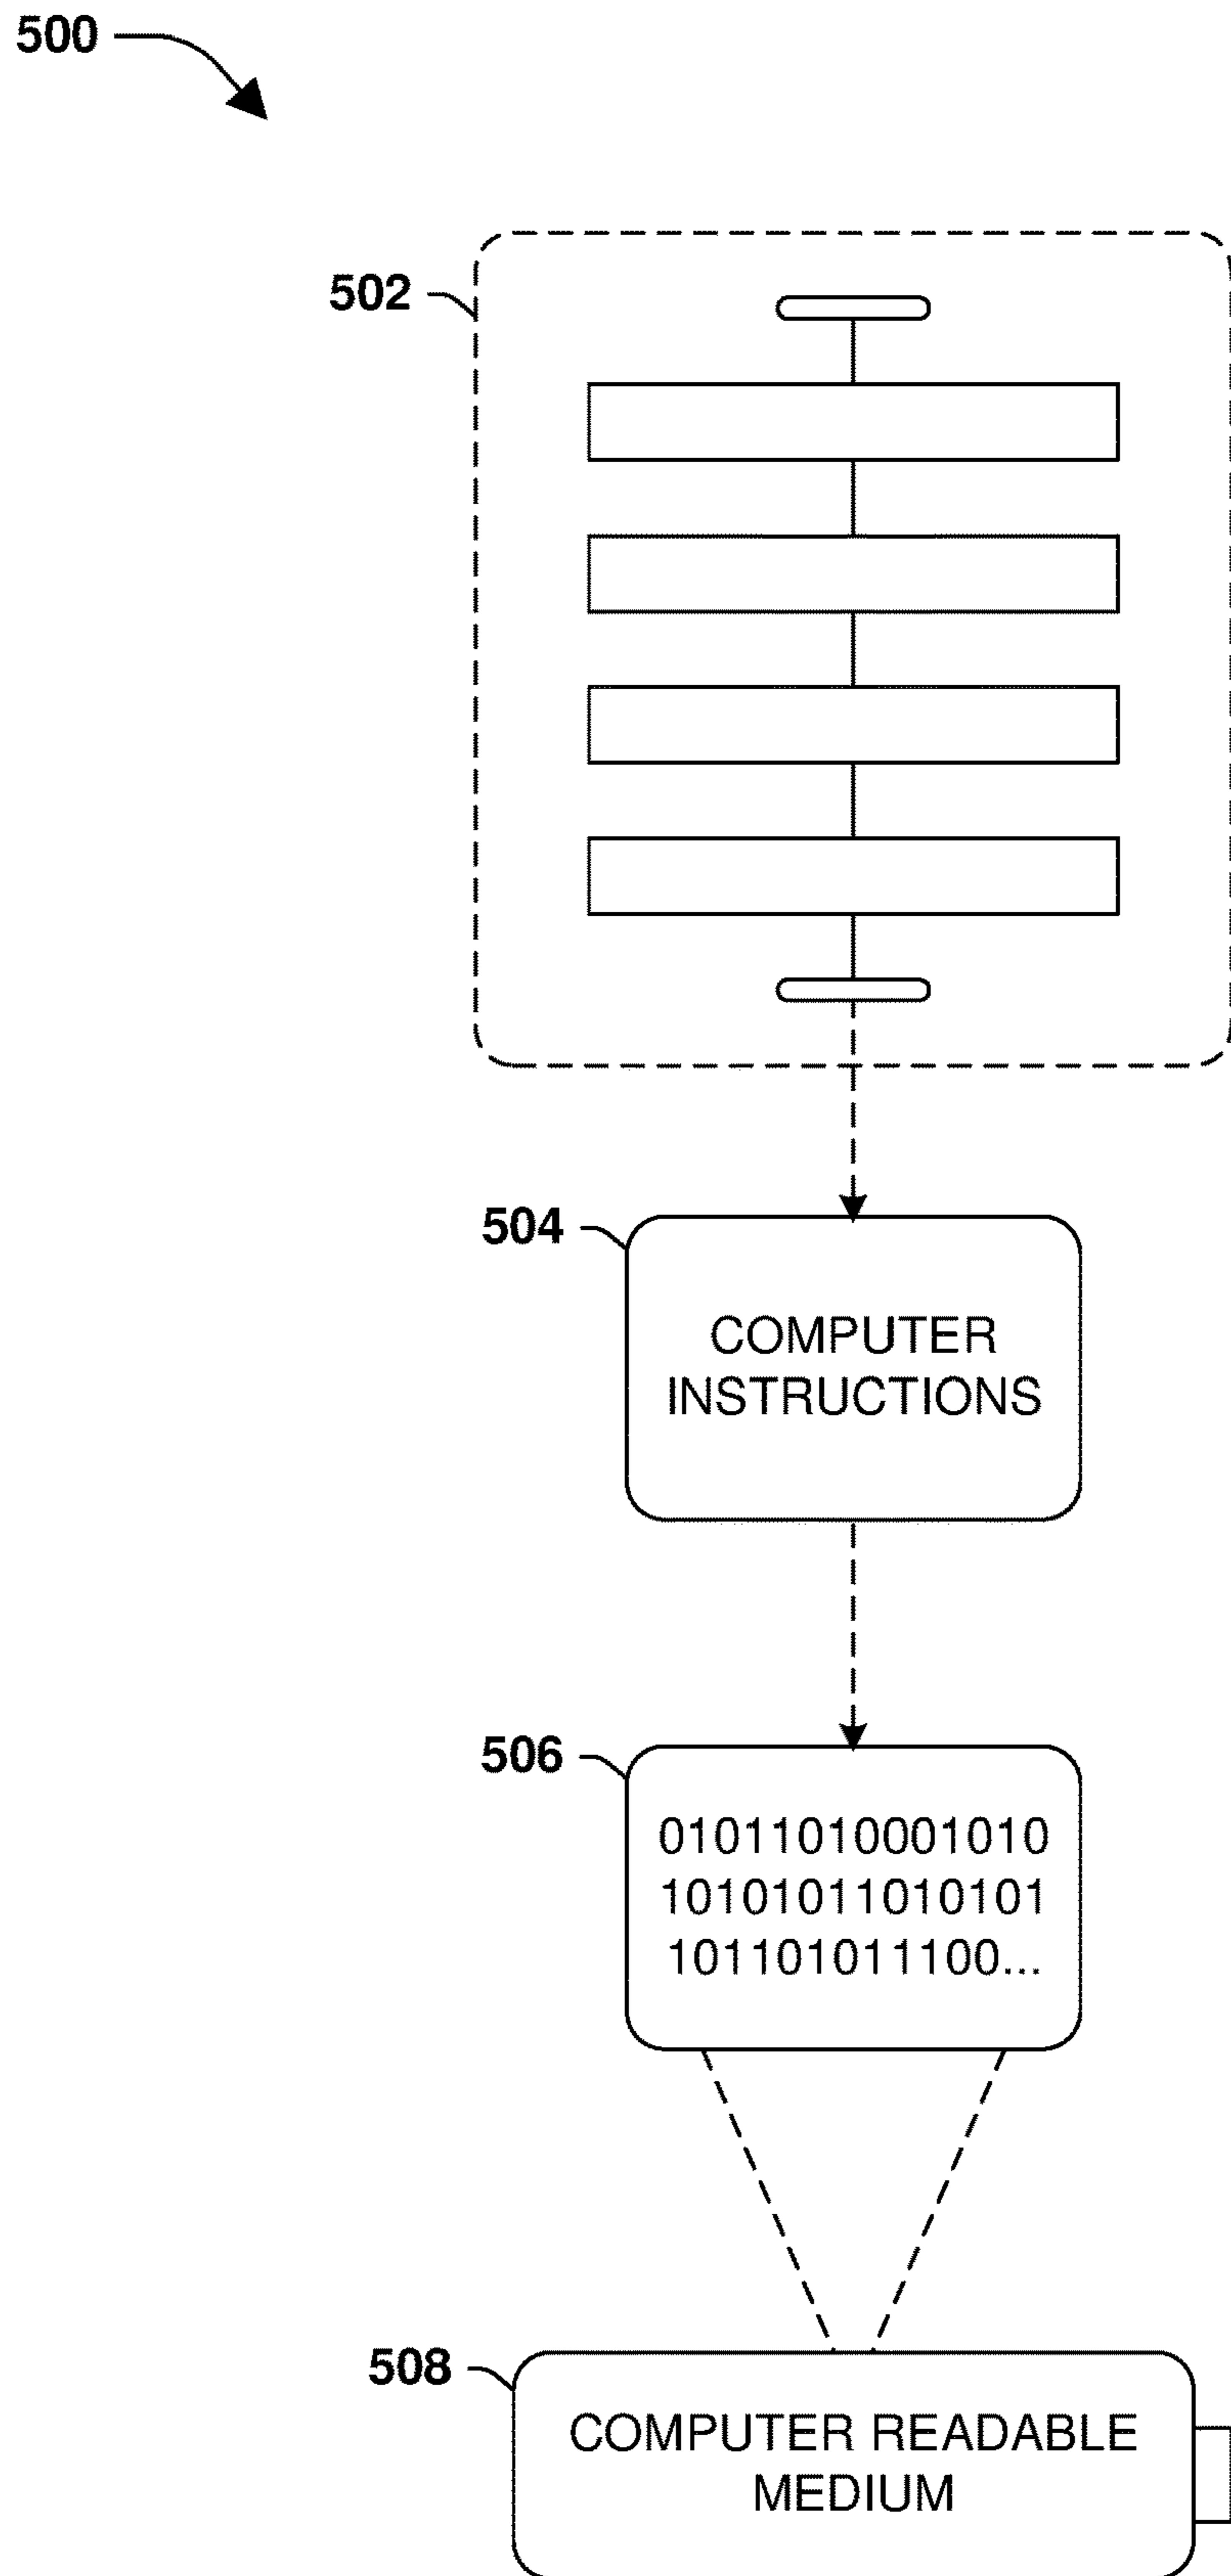 500
502
504
COMPUTER
INSTRUCTIONS
506
01011010001010
10101011010101
101101011100...
508
COMPUTER READABLE
MEDIUM